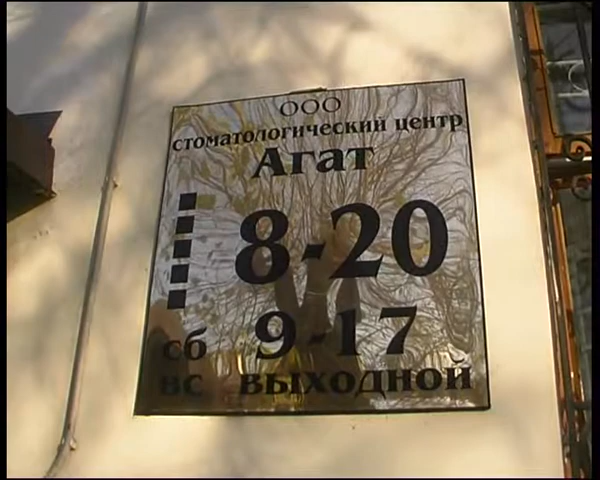 ООО
стоматологический центр
Агат
8-20
сб 9-17
вс выходной